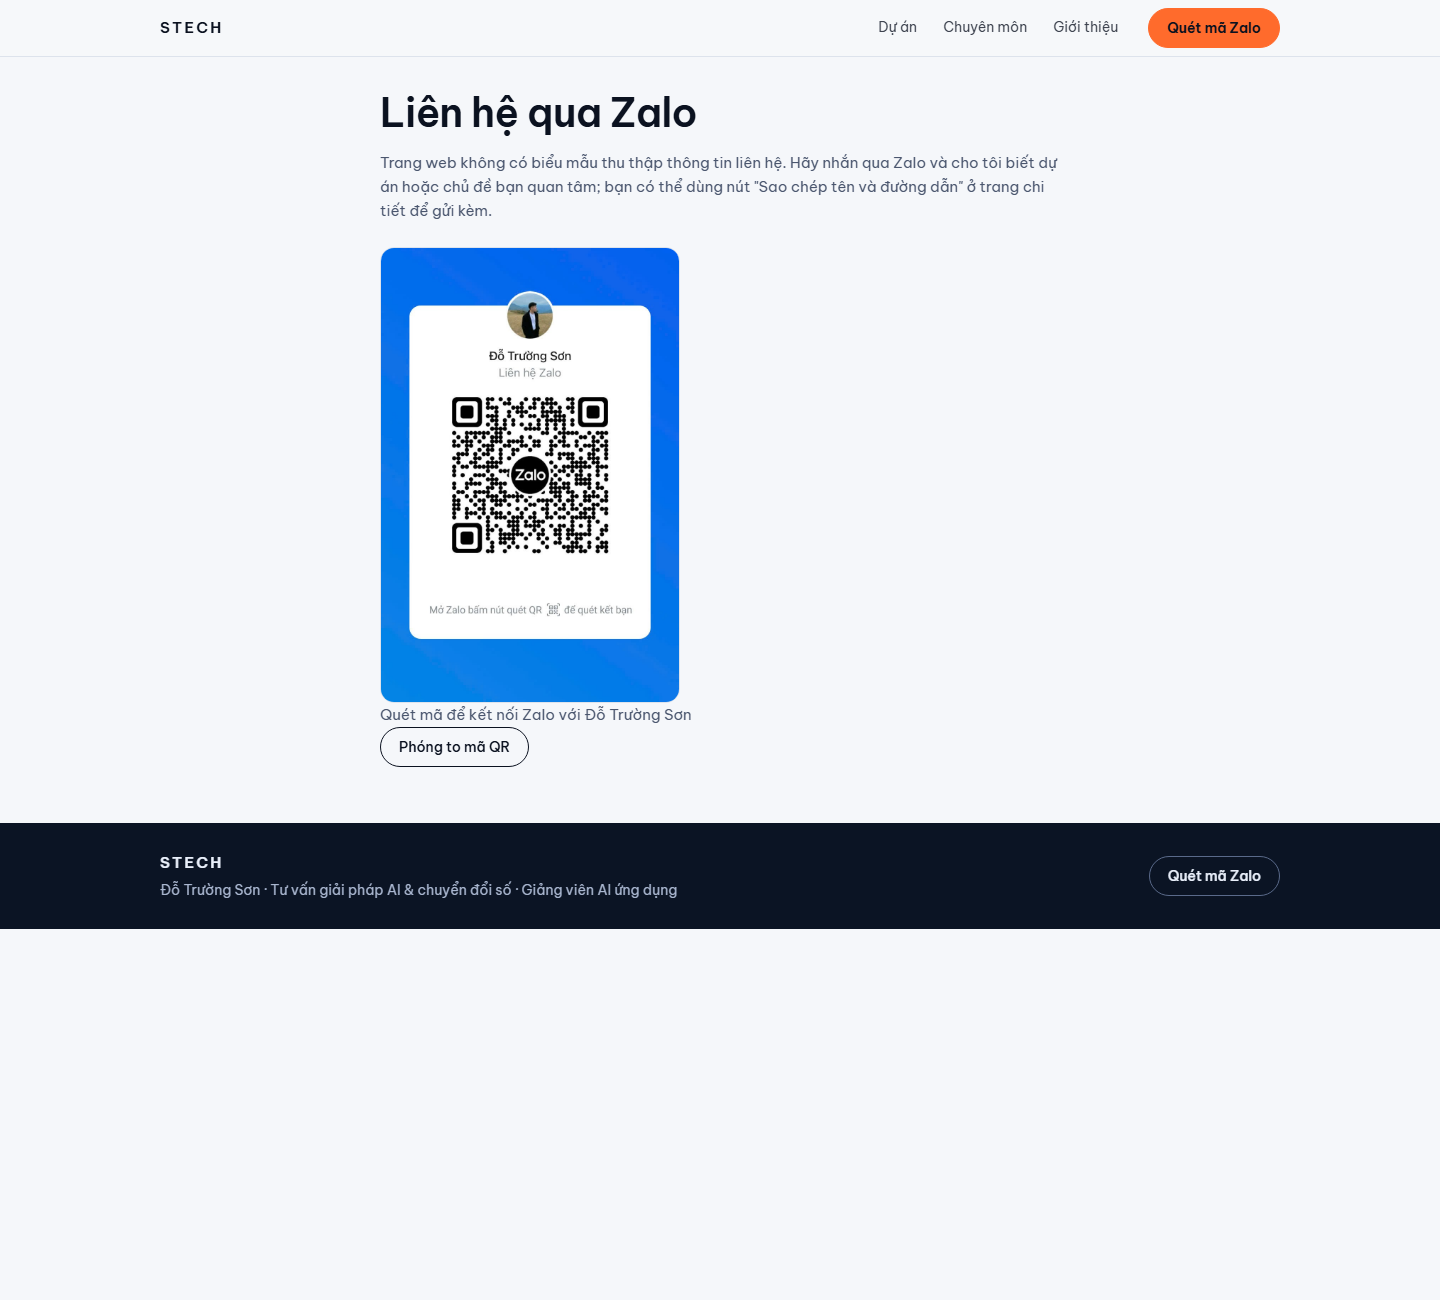 STECH
Dự án
Chuyên môn
Giới thiệu
Quét mã Zalo
Liên hệ qua Zalo
Trang web không có biểu mẫu thu thập thông tin liên hệ. Hãy nhắn qua Zalo và cho tôi biết dự
án hoặc chủ đề bạn quan tâm; bạn có thể dùng nút "Sao chép tên và đường dẫn" ở trang chi
tiết để gửi kèm.
Đỗ Trường Sơn
Liên hệ Zalo
Zalo
Mở Zalo bấm nút quét QR để quét kết bạn
Quét mã để kết nối Zalo với Đỗ Trường Sơn
Phóng to mã QR
STECH
Đỗ Trường Sơn · Tư vấn giải pháp AI & chuyển đổi số · Giảng viên AI ứng dụng
Quét mã Zalo